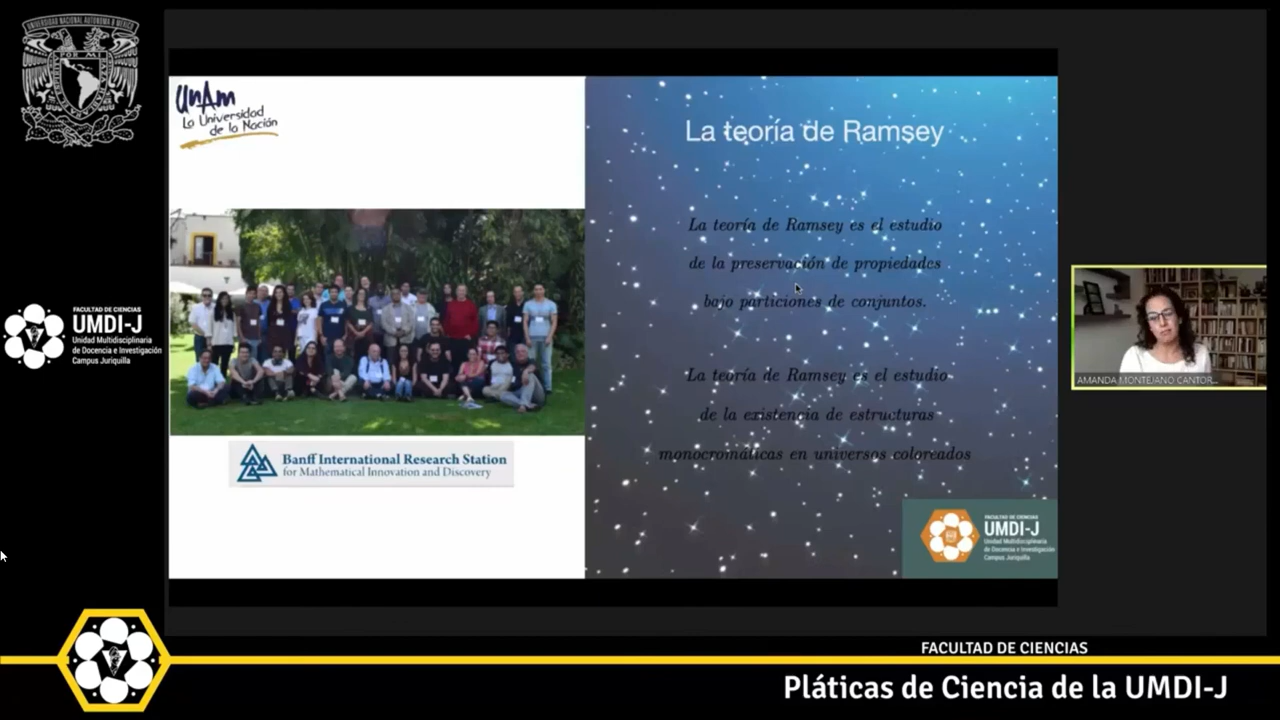 UNAM
La Universidad
de la Nación
Banff International Research Station
for Mathematical Innovation and Discovery
La teoría de Ramsey
La teoría de Ramsey es el estudio
de la preservación de propiedades
bajo particiones de conjuntos.
La teoría de Ramsey es el estudio
de la existencia de estructuras
monocromáticas en universos coloreados
FACULTAD DE CIENCIAS
UMDI-J
Unidad Multidisciplinaria
de Docencia e Investigación
Campus Juriquilla
FACULTAD DE CIENCIAS
UMDI-J
Unidad Multidisciplinaria
de Docencia e Investigación
Campus Juriquilla
AMANDA MONTEJANO CANTOR...
FACULTAD DE CIENCIAS
Pláticas de Ciencia de la UMDI-J